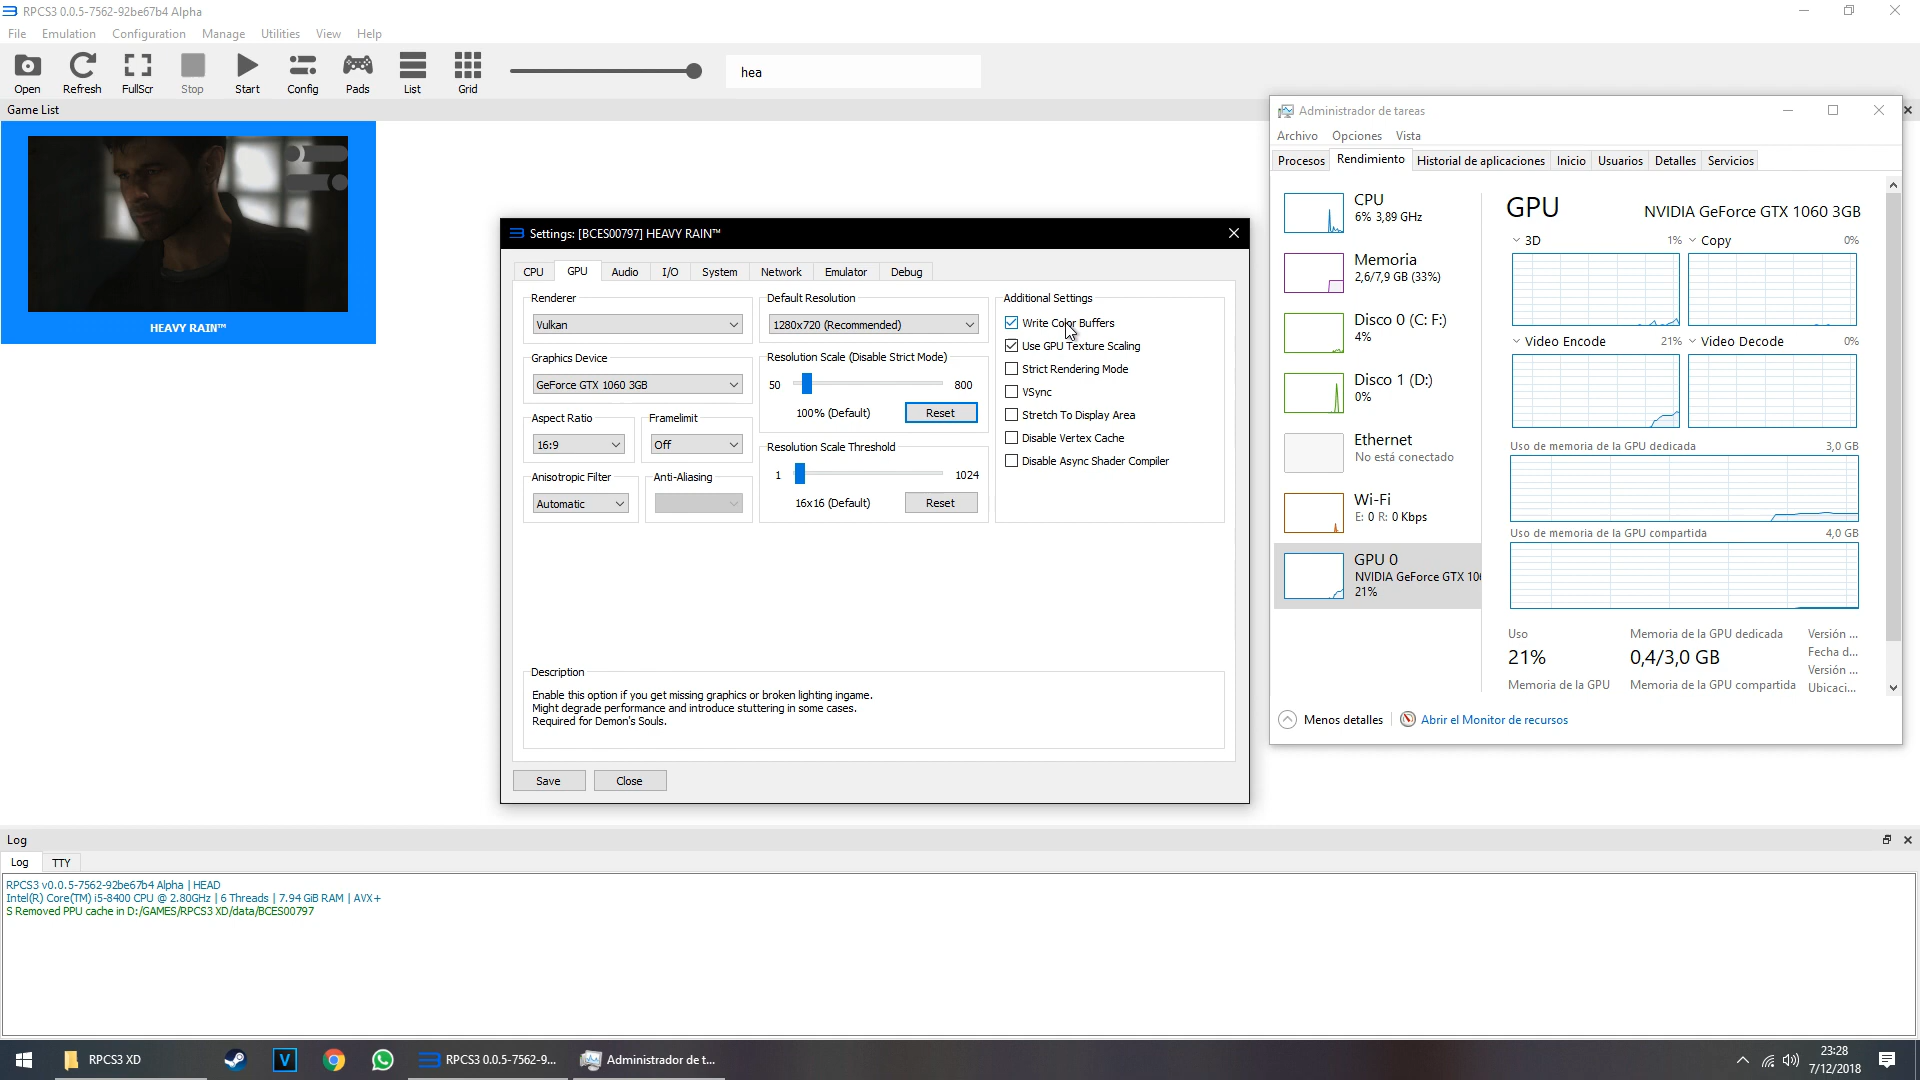 RPCS3 0.0.5-7562-92be67b4 Alpha
File Emulation Configuration Manage Utilities View Help
Open Refresh FullScr Stop Start Config Pads List Grid
hea
Game List
HEAVY RAIN™
Settings: [BCES00797] HEAVY RAIN™
CPU GPU Audio I/O System Network Emulator Debug
Renderer
Vulkan
Graphics Device
GeForce GTX 1060 3GB
Aspect Ratio
16:9
Framelimit
Off
Anisotropic Filter
Automatic
Anti-Aliasing
Default Resolution
1280x720 (Recommended)
Resolution Scale (Disable Strict Mode)
50 800
100% (Default) Reset
Resolution Scale Threshold
1 1024
16x16 (Default) Reset
Additional Settings
Write Color Buffers
Use GPU Texture Scaling
Strict Rendering Mode
VSync
Stretch To Display Area
Disable Vertex Cache
Disable Async Shader Compiler
Description
Enable this option if you get missing graphics or broken lighting ingame.
Might degrade performance and introduce stuttering in some cases.
Required for Demon's Souls.
Save Close
Administrador de tareas
Archivo Opciones Vista
Procesos Rendimiento Historial de aplicaciones Inicio Usuarios Detalles Servicios
CPU
6% 3,89 GHz
Memoria
2,6/7,9 GB (33%)
Disco 0 (C: F:)
4%
Disco 1 (D:)
0%
Ethernet
No está conectado
Wi-Fi
E: 0 R: 0 Kbps
GPU 0
NVIDIA GeForce GTX 106
21%
GPU NVIDIA GeForce GTX 1060 3GB
3D 1% Copy 0%
Video Encode 21% Video Decode 0%
Uso de memoria de la GPU dedicada 3,0 GB
Uso de memoria de la GPU compartida 4,0 GB
Uso
21%
Memoria de la GPU
Memoria de la GPU dedicada
0,4/3,0 GB
Memoria de la GPU compartida
Versión ...
Fecha d...
Versión ...
Ubicaci...
Menos detalles Abrir el Monitor de recursos
Log
Log TTY
RPCS3 v0.0.5-7562-92be67b4 Alpha | HEAD
Intel(R) Core(TM) i5-8400 CPU @ 2.80GHz | 6 Threads | 7.94 GiB RAM | AVX+
S Removed PPU cache in D:/GAMES/RPCS3 XD/data/BCES00797
RPCS3 XD
V
RPCS3 0.0.5-7562-9...
Administrador de t...
23:28
7/12/2018